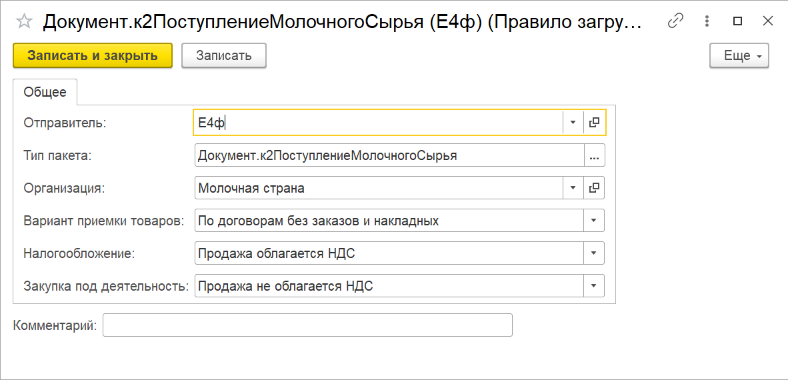 Документ.к2ПоступлениеМолочногоСырья (Е4ф) (Правило загру...
Записать и закрыть
Записать
Еще
Общее
Отправитель: Е4ф
Тип пакета: Документ.к2ПоступлениеМолочногоСырья ...
Организация: Молочная страна
Вариант приемки товаров: По договорам без заказов и накладных
Налогообложение: Продажа облагается НДС
Закупка под деятельность: Продажа не облагается НДС
Комментарий: